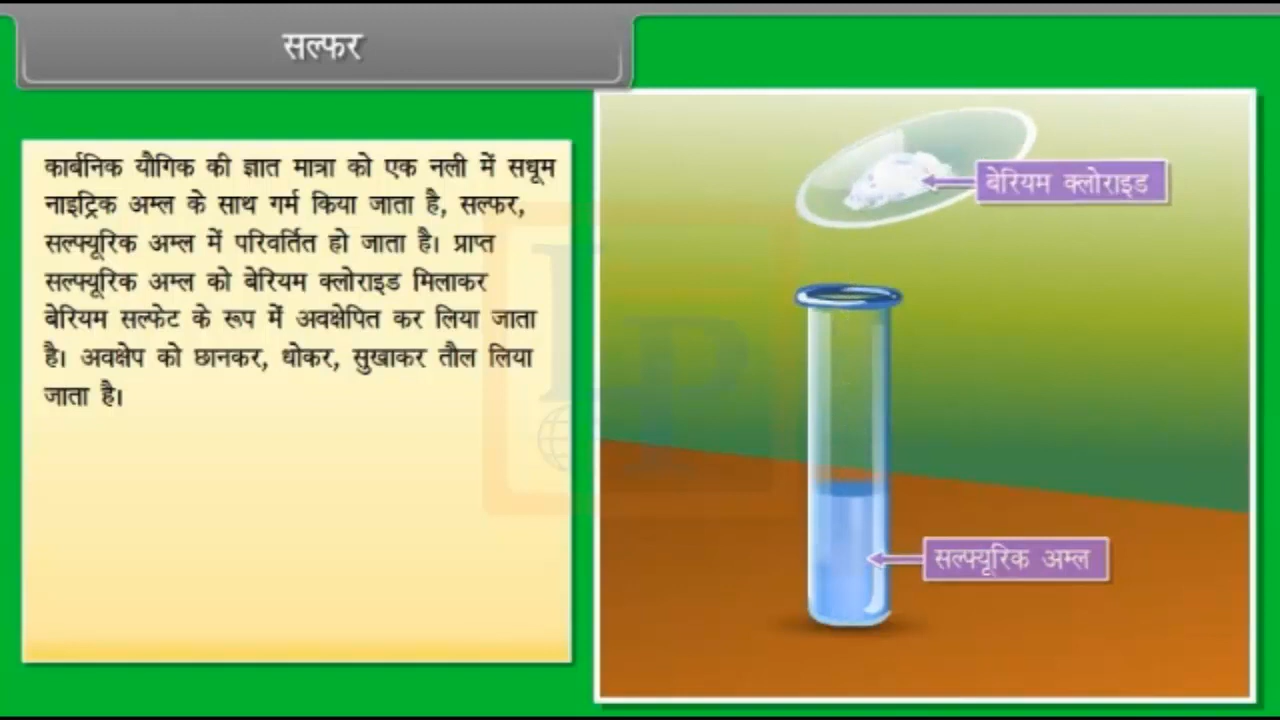 सल्फर
कार्बनिक यौगिक की ज्ञात मात्रा को एक नली में सधूम
नाइट्रिक अम्ल के साथ गर्म किया जाता है, सल्फर,
सल्फ्यूरिक अम्ल में परिवर्तित हो जाता है। प्राप्त
सल्फ्यूरिक अम्ल को बेरियम क्लोराइड मिलाकर
बेरियम सल्फेट के रूप में अवक्षेपित कर लिया जाता
है। अवक्षेप को छानकर, धोकर, सुखाकर तौल लिया
जाता है।
बेरियम क्लोराइड
सल्फ्यूरिक अम्ल